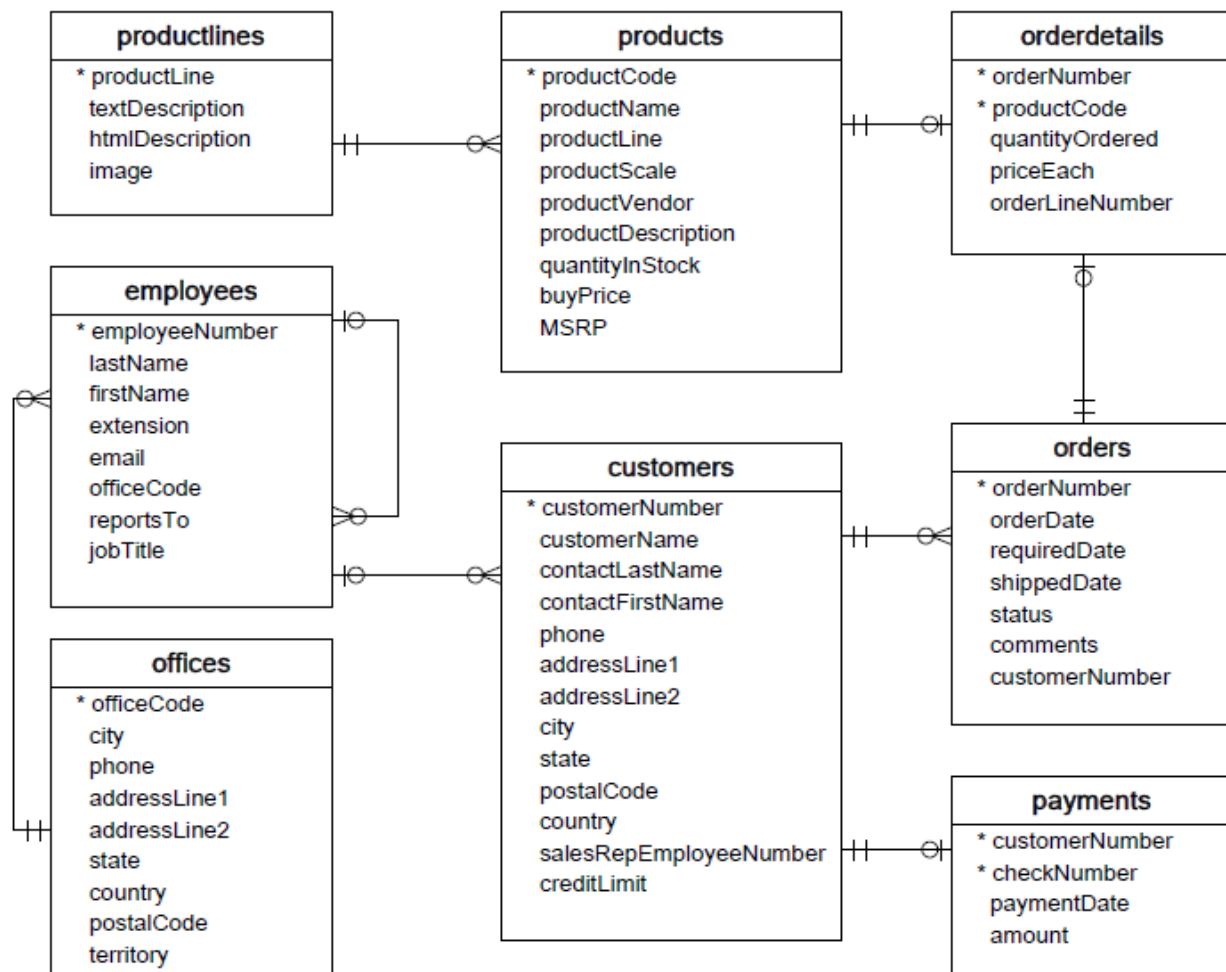 productlines
* productLine
textDescription
htmlDescription
image
products
* productCode
productName
productLine
productScale
productVendor
productDescription
quantityInStock
buyPrice
MSRP
orderdetails
* orderNumber
* productCode
quantityOrdered
priceEach
orderLineNumber
employees
* employeeNumber
lastName
firstName
extension
email
officeCode
reportsTo
jobTitle
customers
* customerNumber
customerName
contactLastName
contactFirstName
phone
addressLine1
addressLine2
city
state
postalCode
country
salesRepEmployeeNumber
creditLimit
orders
* orderNumber
orderDate
requiredDate
shippedDate
status
comments
customerNumber
offices
* officeCode
city
phone
addressLine1
addressLine2
state
country
postalCode
territory
payments
* customerNumber
* checkNumber
paymentDate
amount